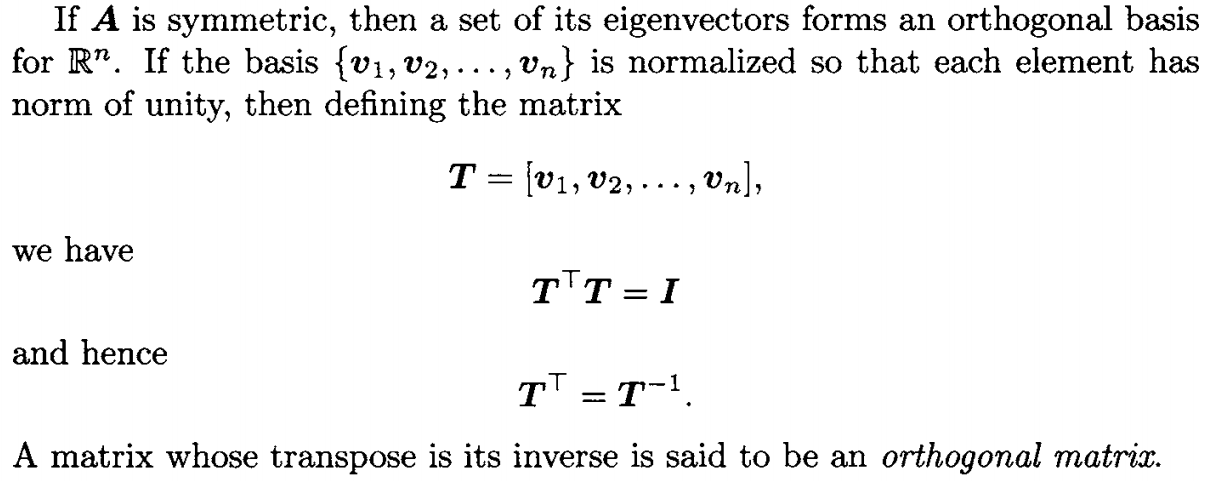 If A is symmetric, then a set of its eigenvectors forms an orthogonal basis
for ℝⁿ. If the basis {v₁, v₂, . . . , vₙ} is normalized so that each element has
norm of unity, then defining the matrix
T = [v₁, v₂, . . . , vₙ],
we have
T⊤T = I
and hence
T⊤ = T⁻¹.
A matrix whose transpose is its inverse is said to be an orthogonal matrix.